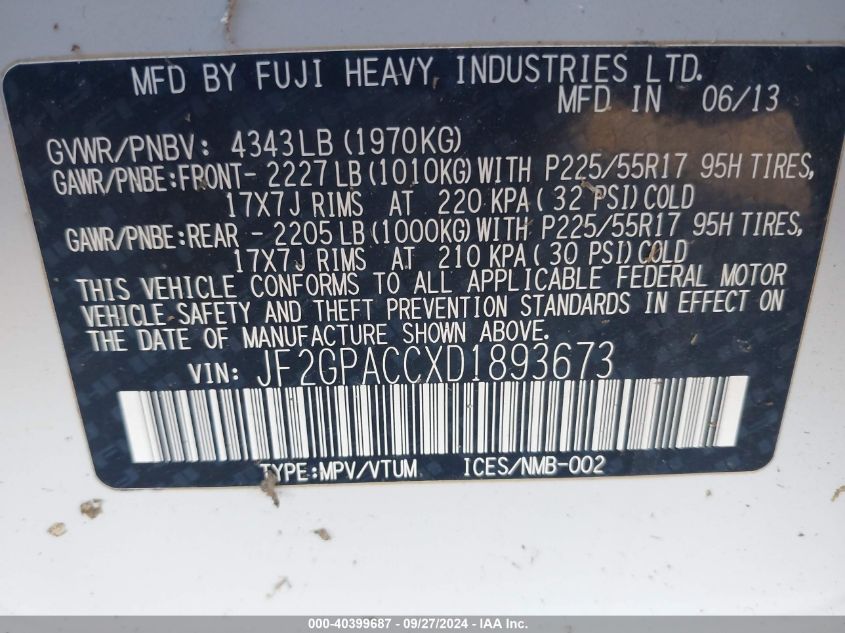 MFD BY FUJI HEAVY INDUSTRIES LTD.
MFD IN 06/13
GVWR/PNBV: 4343LB (1970KG)
GAWR/PNBE:FRONT- 2227LB (1010KG) WITH P225/55R17 95H TIRES,
17X7J RIMS AT 220 KPA( 32 PSI)COLD
GAWR/PNBE:REAR - 2205LB (1000KG) WITH P225/55R17 95H TIRES,
17X7J RIMS AT 210 KPA( 30 PSI)COLD
THIS VEHICLE CONFORMS TO ALL APPLICABLE FEDERAL MOTOR
VEHICLE SAFETY AND THEFT PREVENTION STANDARDS IN EFFECT ON
THE DATE OF MANUFACTURE SHOWN ABOVE.
VIN: JF2GPACCXD1893673
TYPE:MPV/VTUM ICES/NMB-002
000-40399687 - 09/27/2024 - IAA Inc.